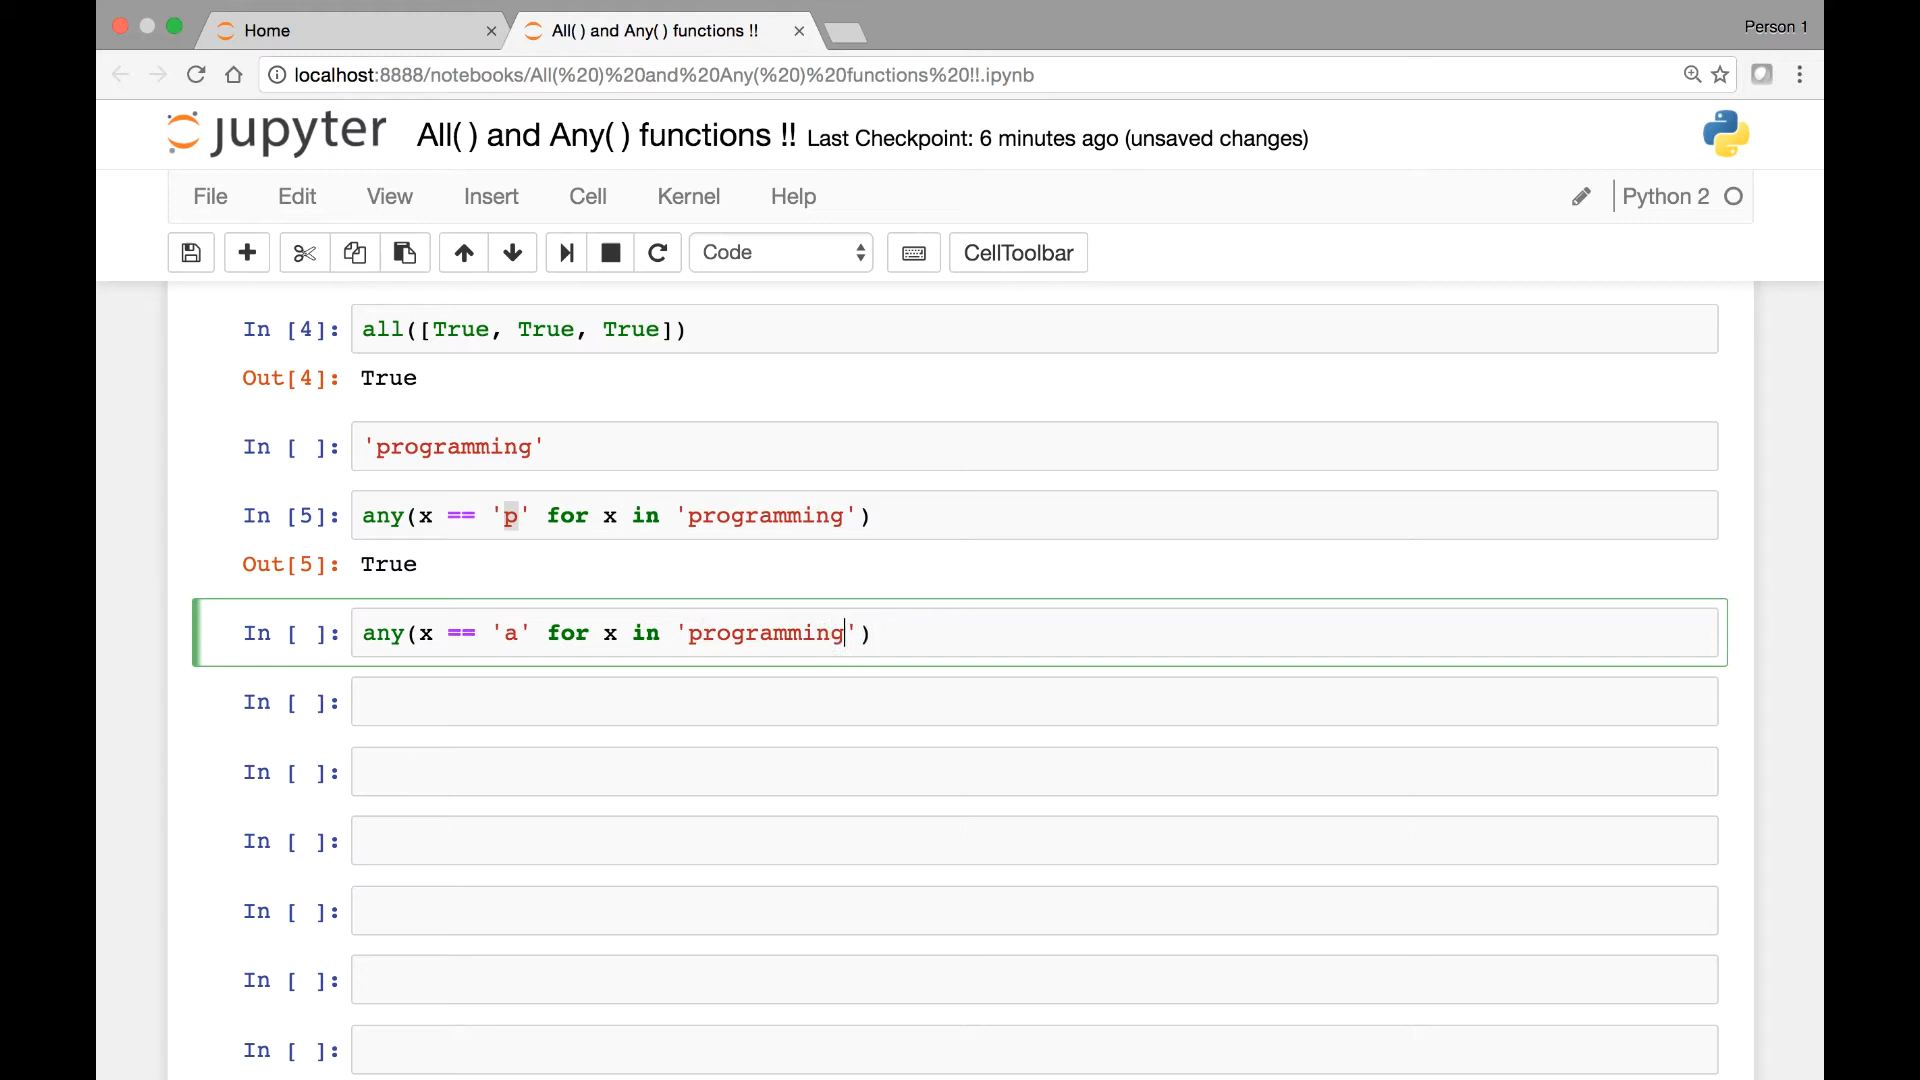 Home
All( ) and Any( ) functions !!
Person 1
localhost:8888/notebooks/All(%20)%20and%20Any(%20)%20functions%20!!.ipynb
jupyter All( ) and Any( ) functions !! Last Checkpoint: 6 minutes ago (unsaved changes)
File Edit View Insert Cell Kernel Help Python 2
Code CellToolbar
In [4]: all([True, True, True])
Out[4]: True
In [ ]: 'programming'
In [5]: any(x == 'p' for x in 'programming')
Out[5]: True
In [ ]: any(x == 'a' for x in 'programming')
In [ ]:
In [ ]:
In [ ]:
In [ ]:
In [ ]:
In [ ]: